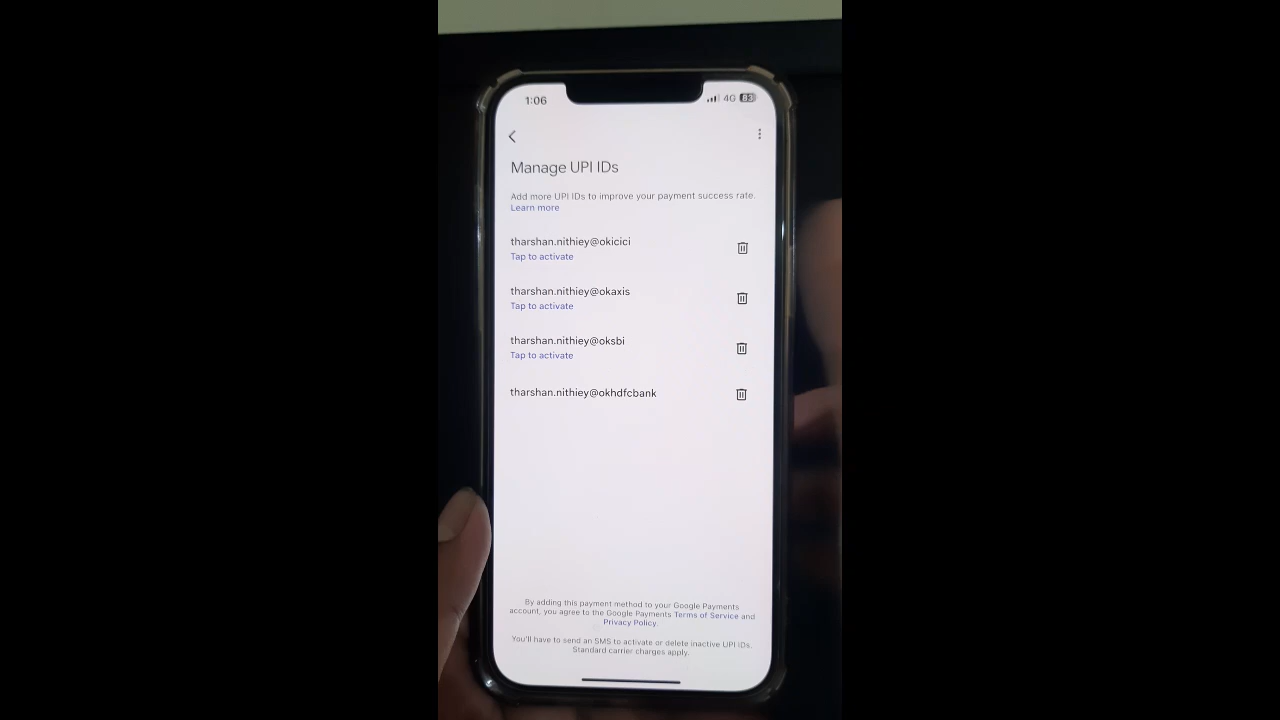 1:06
4G 83
Manage UPI IDs
Add more UPI IDs to improve your payment success rate.
Learn more
tharshan.nithiey@okicici
Tap to activate
tharshan.nithiey@okaxis
Tap to activate
tharshan.nithiey@oksbi
Tap to activate
tharshan.nithiey@okhdfcbank
By adding this payment method to your Google Payments
account, you agree to the Google Payments Terms of Service and
Privacy Policy.
You'll have to send an SMS to activate or delete inactive UPI IDs.
Standard carrier charges apply.